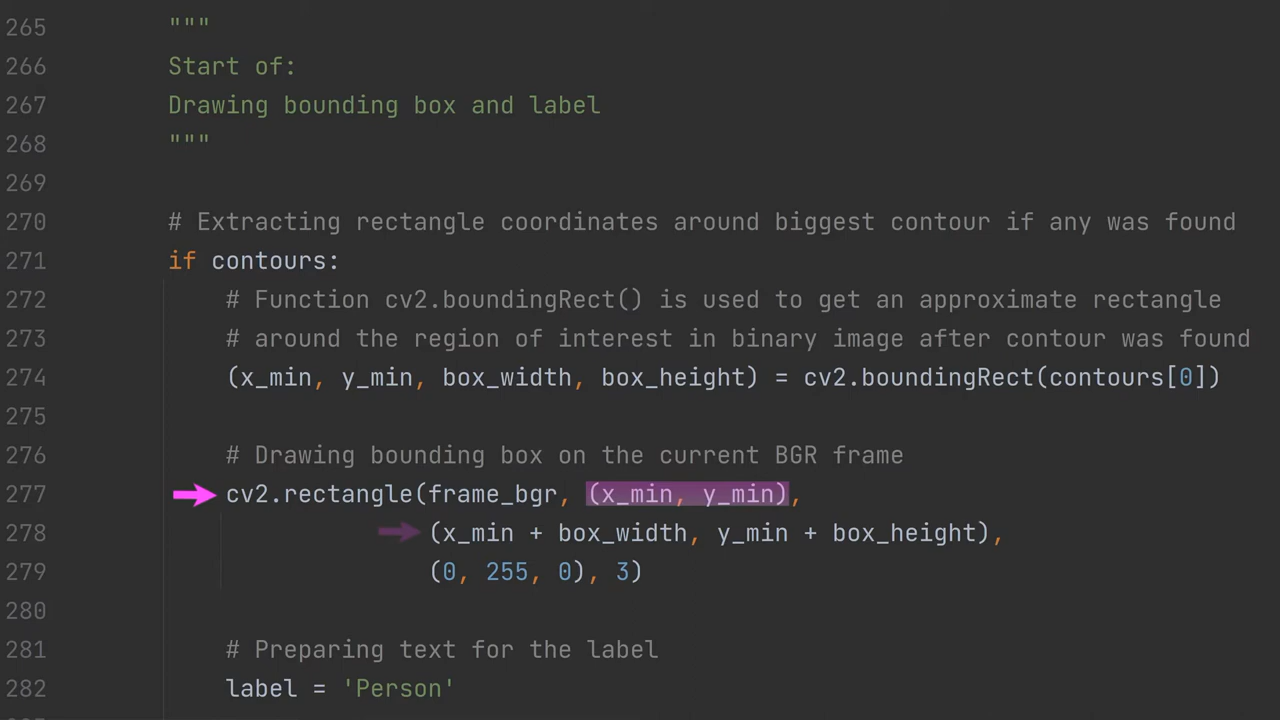 265 """
266 Start of:
267 Drawing bounding box and label
268 """
269
270 # Extracting rectangle coordinates around biggest contour if any was found
271 if contours:
272 # Function cv2.boundingRect() is used to get an approximate rectangle
273 # around the region of interest in binary image after contour was found
274 (x_min, y_min, box_width, box_height) = cv2.boundingRect(contours[0])
275
276 # Drawing bounding box on the current BGR frame
277 cv2.rectangle(frame_bgr, (x_min, y_min),
278 (x_min + box_width, y_min + box_height),
279 (0, 255, 0), 3)
280
281 # Preparing text for the label
282 label = 'Person'